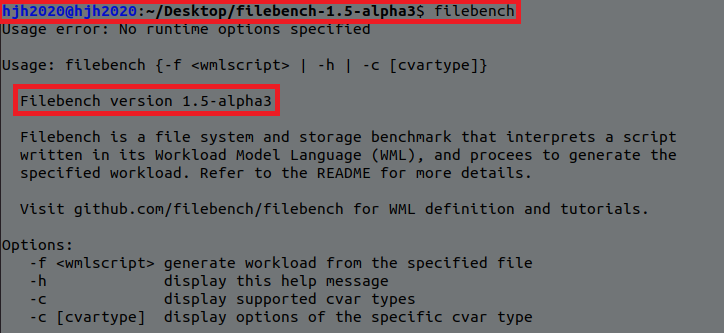 hjh2020@hjh2020:~/Desktop/filebench-1.5-alpha3$ filebench
Usage error: No runtime options specified
Usage: filebench {-f <wmlscript> | -h | -c [cvartype]}
Filebench version 1.5-alpha3
Filebench is a file system and storage benchmark that interprets a script
written in its Workload Model Language (WML), and procees to generate the
specified workload. Refer to the README for more details.
Visit github.com/filebench/filebench for WML definition and tutorials.
Options:
-f <wmlscript> generate workload from the specified file
-h display this help message
-c display supported cvar types
-c [cvartype] display options of the specific cvar type